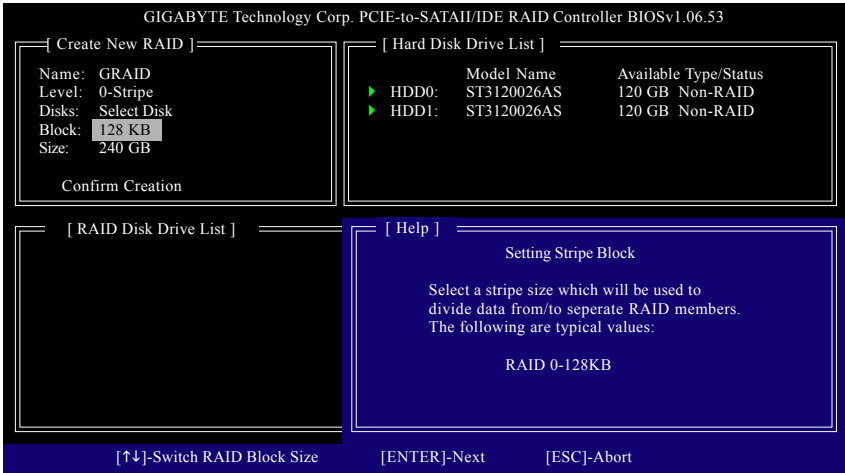 GIGABYTE Technology Corp. PCIE-to-SATAII/IDE RAID Controller BIOSv1.06.53
[ Create New RAID ]
Name: GRAID
Level: 0-Stripe
Disks: Select Disk
Block: 128 KB
Size: 240 GB
Confirm Creation
[ Hard Disk Drive List ]
Model Name Available Type/Status
HDD0: ST3120026AS 120 GB Non-RAID
HDD1: ST3120026AS 120 GB Non-RAID
[ RAID Disk Drive List ]
[ Help ]
Setting Stripe Block
Select a stripe size which will be used to
divide data from/to seperate RAID members.
The following are typical values:
RAID 0-128KB
[↑↓]-Switch RAID Block Size [ENTER]-Next [ESC]-Abort